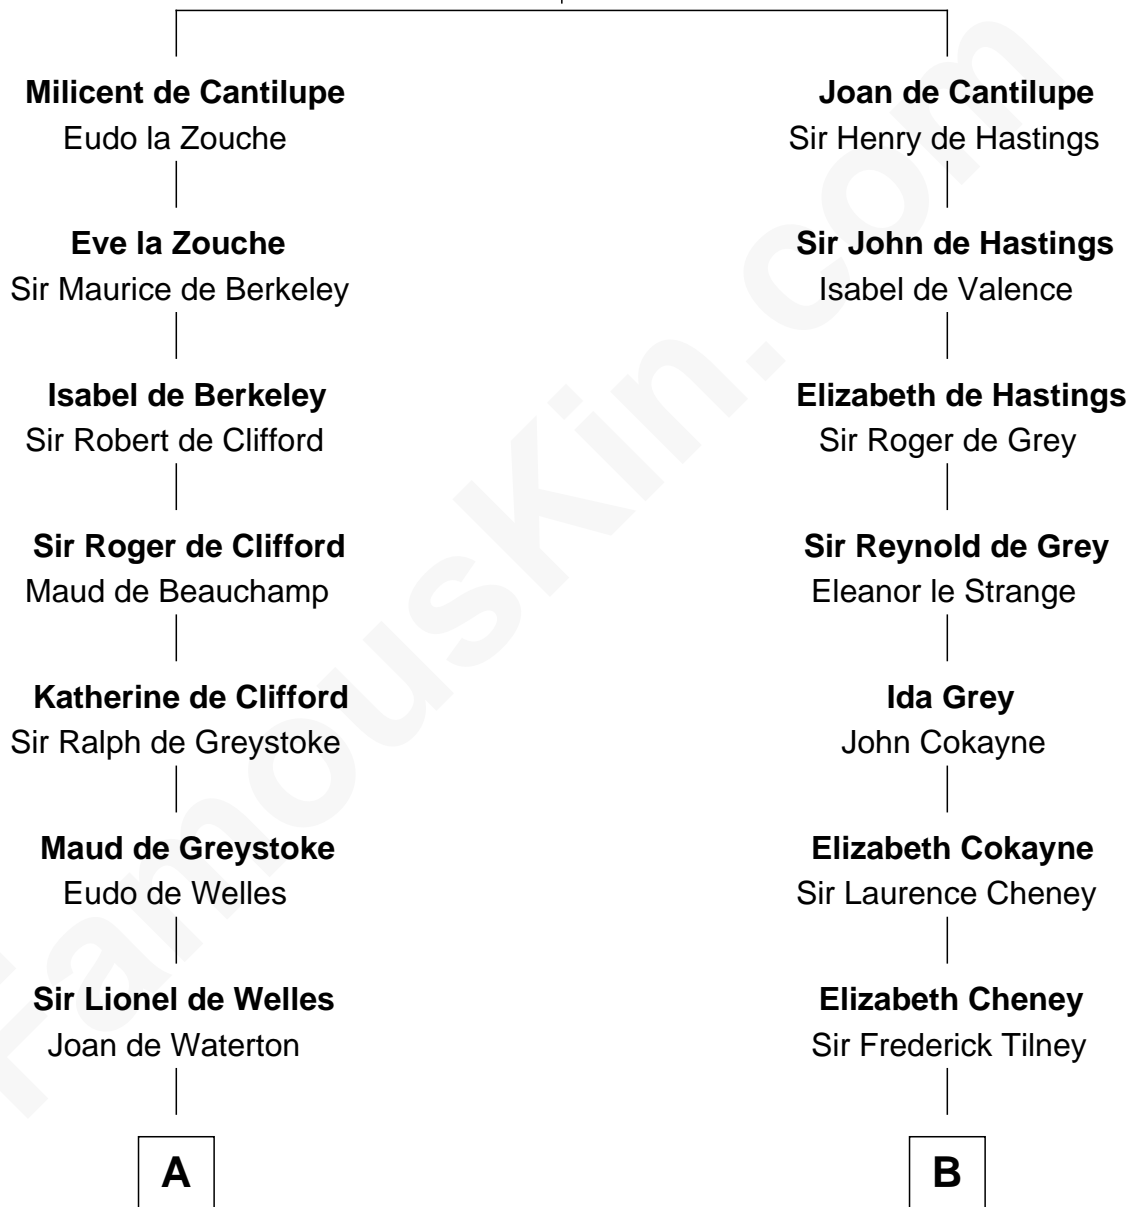 Milicent de Cantilupe
Eudo la Zouche
Joan de Cantilupe
Sir Henry de Hastings
Eve la Zouche
Sir Maurice de Berkeley
Sir John de Hastings
Isabel de Valence
Isabel de Berkeley
Sir Robert de Clifford
Elizabeth de Hastings
Sir Roger de Grey
Sir Roger de Clifford
Maud de Beauchamp
Sir Reynold de Grey
Eleanor le Strange
Katherine de Clifford
Sir Ralph de Greystoke
Ida Grey
John Cokayne
Maud de Greystoke
Eudo de Welles
Elizabeth Cokayne
Sir Laurence Cheney
Sir Lionel de Welles
Joan de Waterton
Elizabeth Cheney
Sir Frederick Tilney
A
B
FamousKin.com